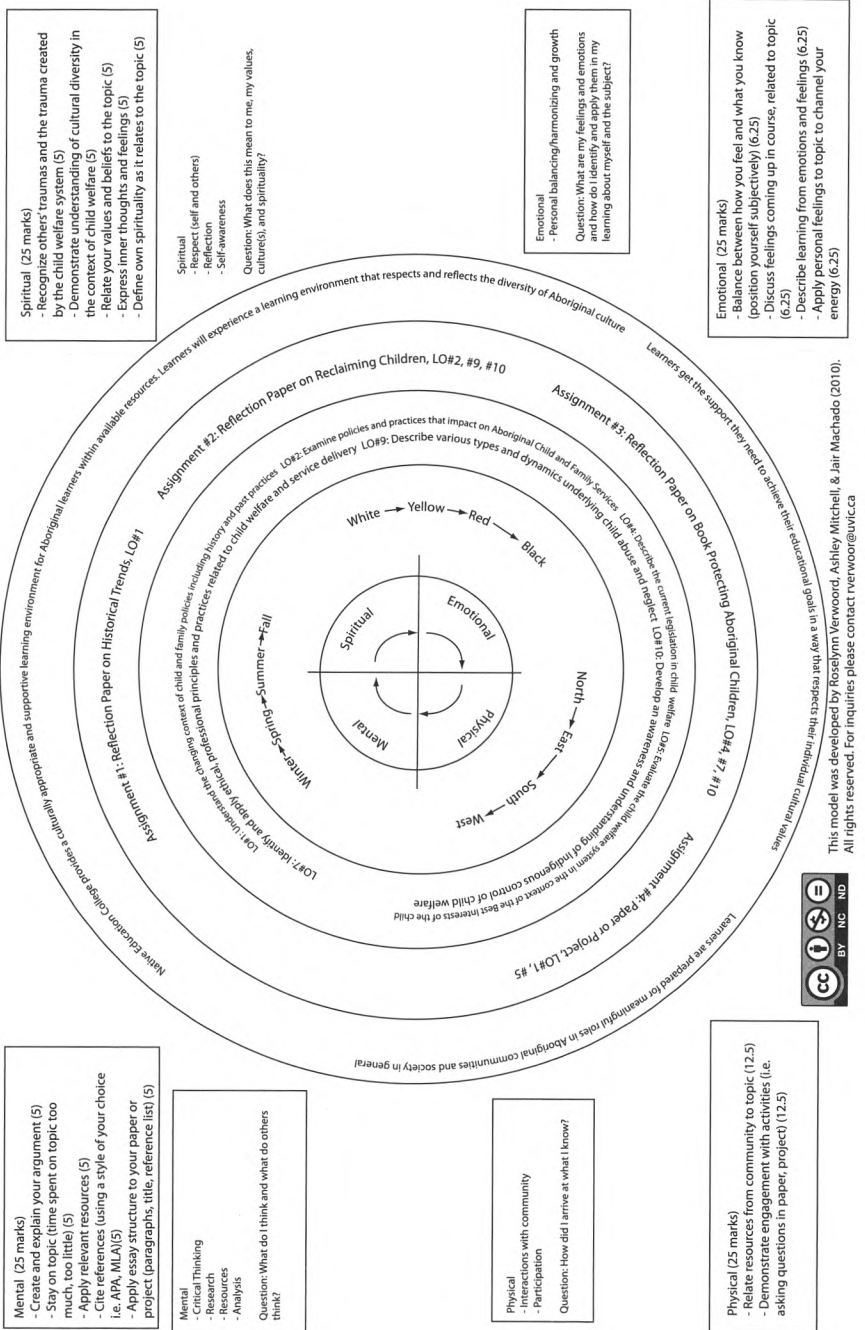 Mental (25 marks)
- Create and explain your argument (5)
- Stay on topic (time spent on topic too
much, too little) (5)
- Apply relevant resources (5)
- Cite references (using a style of your choice
i.e. APA, MLA)(5)
- Apply essay structure to your paper or
project (paragraphs, title, reference list) (5)
Mental
- Critical Thinking
- Research
- Resources
- Analysis
Question: What do I think and what do others
think?
Physical
- Interactions with community
- Participation
Question: How did I arrive at what I know?
Physical (25 marks)
- Relate resources from community to topic (12.5)
- Demonstrate engagement with activities (i.e.
asking questions in paper, project) (12.5)
Native Education College provides a culturally appropriate and supportive learning environment for Aboriginal learners within available resources. Learners will experience a learning environment that respects and reflects the diversity of Aboriginal culture
Learners get the support they need to achieve their educational goals in a way that respects their individual cultural values
Learners are prepared for meaningful roles in Aboriginal communities and society in general
Assignment #1: Reflection Paper on Historical Trends, LO#1
Assignment #2: Reflection Paper on Reclaiming Children, LO#2, #9, #10
Assignment #3: Reflection Paper on Book Protecting Aboriginal Children, LO#4, #7, #10
Assignment #4: Paper or Project, LO#1, #5
LO#1: Understand the changing context of child and family policies including history and past practices LO#2: Examine policies and practices that impact on Aboriginal Child and Family Services LO#4: Describe the current legislation in child welfare LO#5: Evaluate the child welfare system in the context of the Best Interests of the child
LO#7: Identify and apply ethical, professional principles and practices related to child welfare and service delivery LO#9: Describe various types and dynamics underlying child abuse and neglect LO#10: Develop an awareness and understanding of Indigenous control of child welfare
Winter Spring Summer Fall
White Yellow Red Black
North East South West
Mental
Spiritual
Emotional
Physical
Spiritual (25 marks)
- Recognize others' traumas and the trauma created
by the child welfare system (5)
- Demonstrate understanding of cultural diversity in
the context of child welfare (5)
- Relate your values and beliefs to the topic (5)
- Express inner thoughts and feelings (5)
- Define own spirituality as it relates to the topic (5)
Spiritual
- Respect (self and others)
- Reflection
- Self-awareness
Question: What does this mean to me, my values,
culture(s), and spirituality?
Emotional
- Personal balancing/harmonizing and growth
Question: What are my feelings and emotions
and how do I identify and apply them in my
learning about myself and the subject?
Emotional (25 marks)
- Balance between how you feel and what you know
(position yourself subjectively) (6.25)
- Discuss feelings coming up in course, related to topic
(6.25)
- Describe learning from emotions and feelings (6.25)
- Apply personal feelings to topic to channel your
energy (6.25)
cc
BY NC ND
This model was developed by Roselynn Verwoord, Ashley Mitchell, & Jair Machado (2010).
All rights reserved. For inquiries please contact rverwoor@uvic.ca